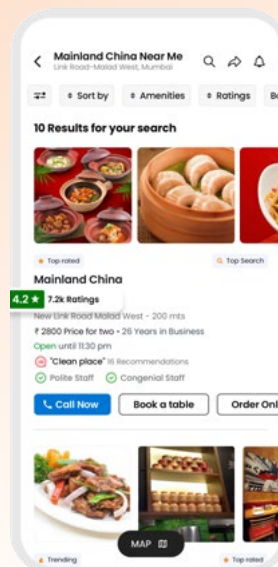 Mainland China Near Me
Link Road-Malad West, Mumbai
Sort by
Amenities
Ratings
10 Results for your search
Top rated
Top Search
Mainland China
4.2 ★ 7.2k Ratings
New Link Road Malad West - 200 mts
₹ 2800 Price for two • 26 Years in Business
Open until 11:30 pm
"Clean place" 16 Recommendations
Polite Staff
Congenial Staff
Call Now
Book a table
Order Onl
MAP
Trending
Top rated